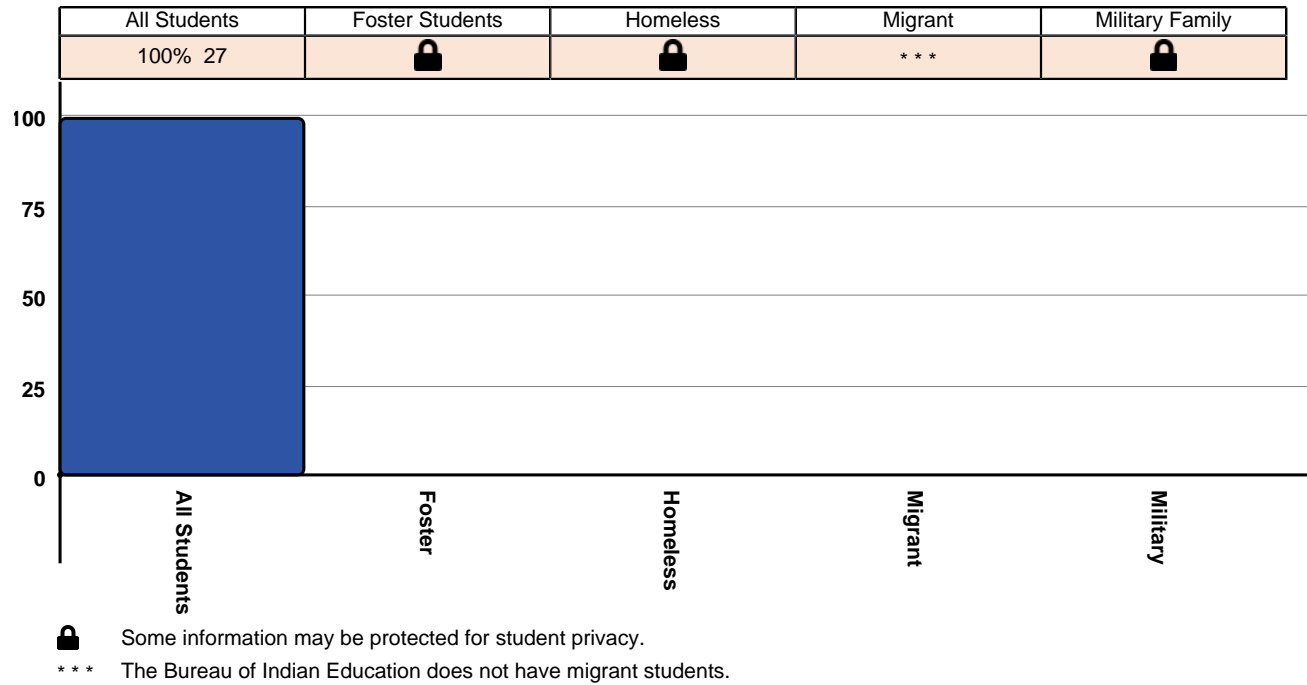 All Students Foster Students Homeless Migrant Military Family
100% 27 * * *
100
75
50
25
0
All Students
Foster
Homeless
Migrant
Military
Some information may be protected for student privacy.
* * * The Bureau of Indian Education does not have migrant students.